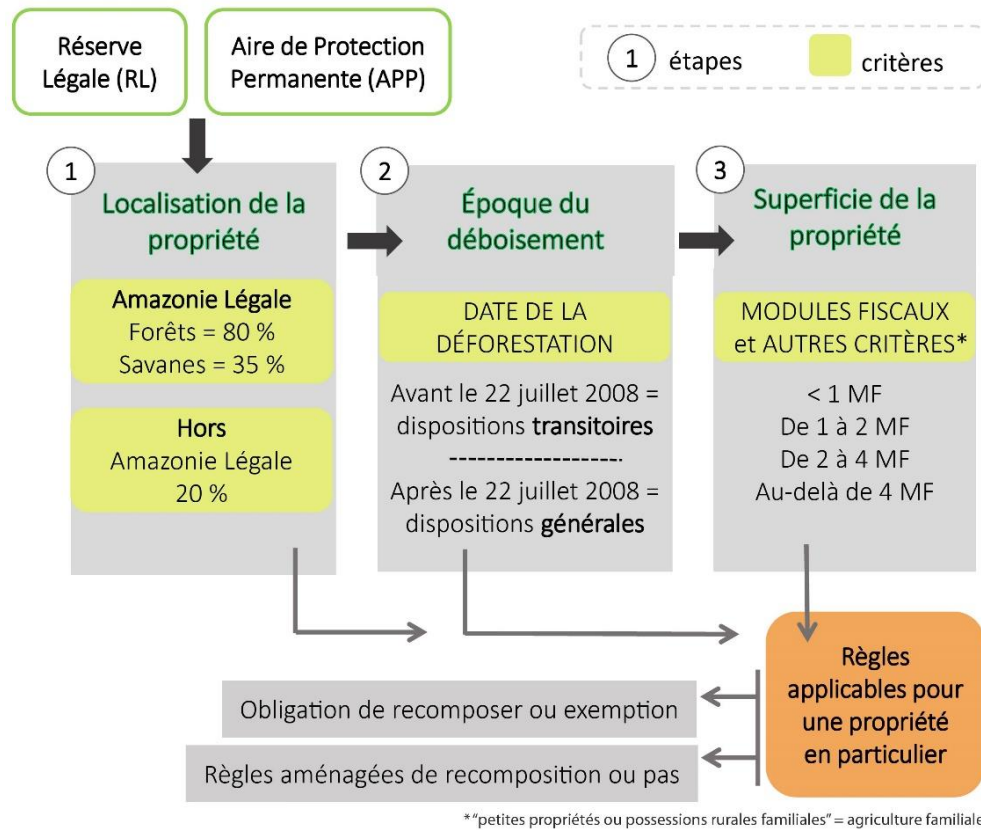 Réserve
Légale (RL)
Aire de Protection
Permanente (APP)
1 étapes
critères
1
Localisation de la
propriété
Amazonie Légale
Forêts = 80 %
Savanes = 35 %
Hors
Amazonie Légale
20 %
2
Époque du
déboisement
DATE DE LA
DÉFORESTATION
Avant le 22 juillet 2008 =
dispositions transitoires
--------------------
Après le 22 juillet 2008 =
dispositions générales
3
Superficie de la
propriété
MODULES FISCAUX
et AUTRES CRITÈRES*
< 1 MF
De 1 à 2 MF
De 2 à 4 MF
Au-delà de 4 MF
Règles
applicables pour
une propriété
en particulier
Obligation de recomposer ou exemption
Règles aménagées de recomposition ou pas
*"petites propriétés ou possessions rurales familiales" = agriculture familiale